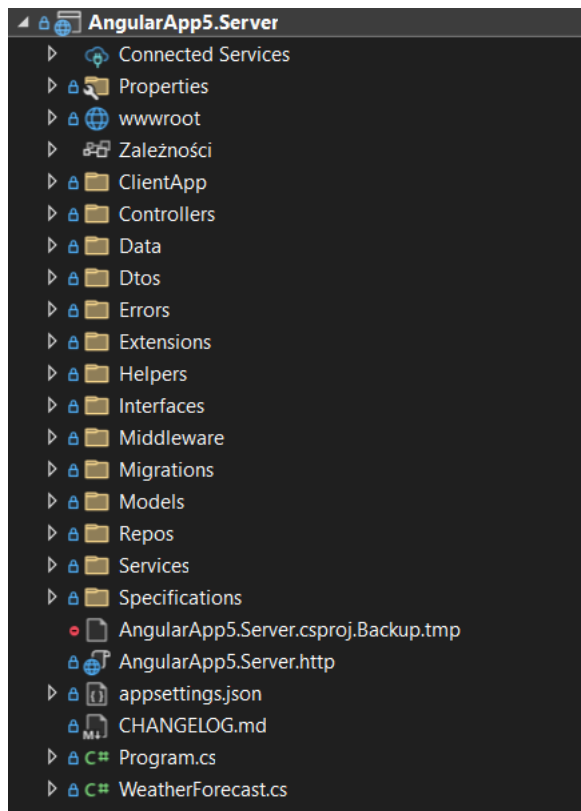 AngularApp5.Server
Connected Services
Properties
wwwroot
Zależności
ClientApp
Controllers
Data
Dtos
Errors
Extensions
Helpers
Interfaces
Middleware
Migrations
Models
Repos
Services
Specifications
AngularApp5.Server.csproj.Backup.tmp
AngularApp5.Server.http
appsettings.json
CHANGELOG.md
C# Program.cs
C# WeatherForecast.cs